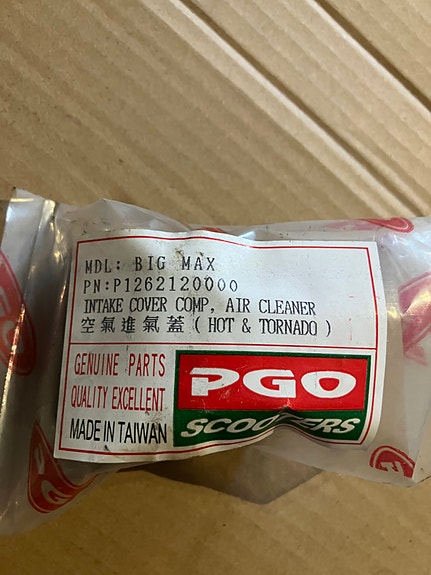 MDL: BIG MAX
PN:P1262120000
INTAKE COVER COMP, AIR CLEANER
空氣進氣蓋 ( HOT & TORNADO )
GENUINE PARTS
QUALITY EXCELLENT
MADE IN TAIWAN
PGO
SCOOTERS